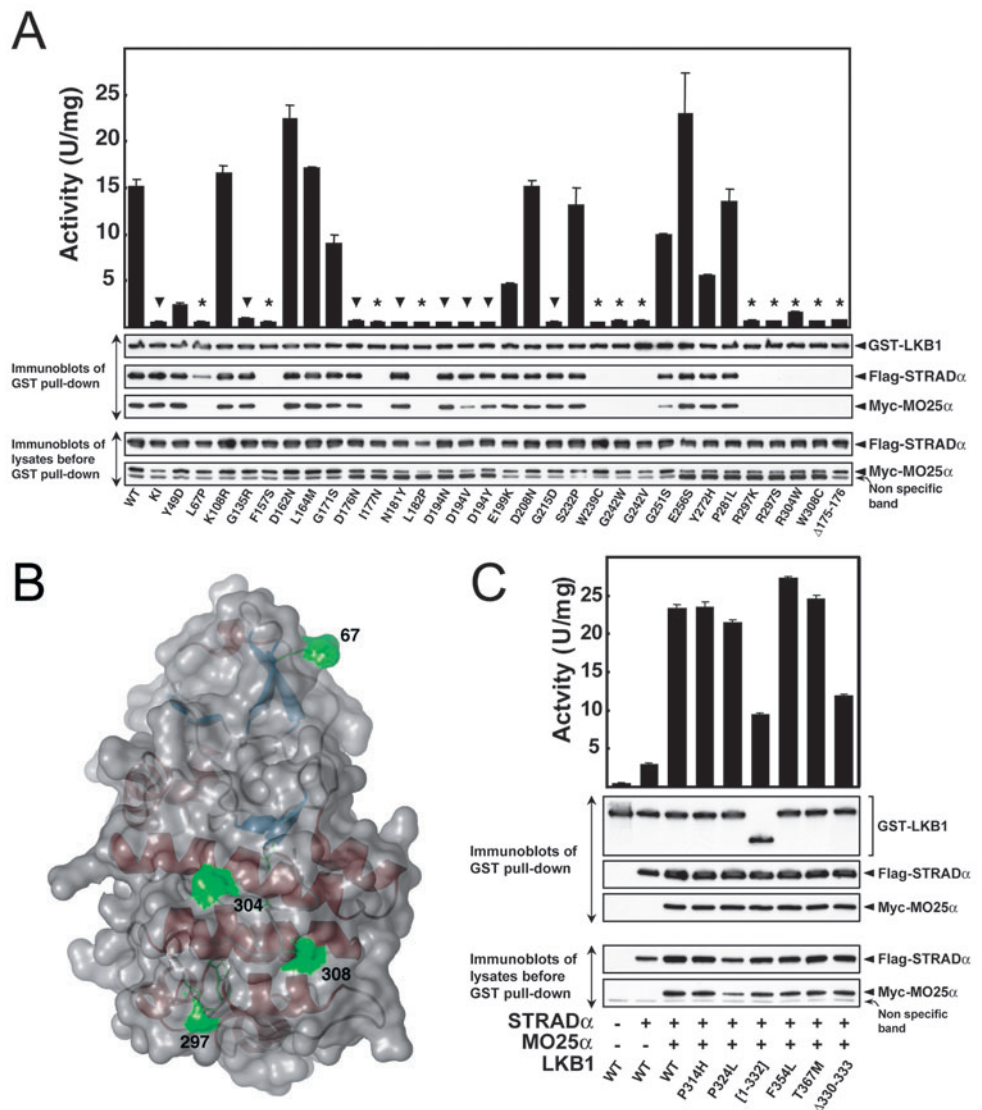 A
Activity (U/mg)
25
20
15
10
5
* * * * * * * * * * * *
Immunoblots of
GST pull-down
GST-LKB1
Flag-STRADα
Myc-MO25α
Immunoblots of
lysates before
GST pull-down
Flag-STRADα
Myc-MO25α
Non specific
band
WT KI Y49D L67P K108R G135R F157S D162N L164M G171S D176N I177N N181Y L182P D194N D194V D194Y E199K D208N G215D S232P W239C G242W G242V G251S E256S Y272H P281L R297K R297S R304W W308C Δ175-176
B
67
304
308
297
C
Actvity (U/mg)
25
20
15
10
5
Immunoblots of
GST pull-down
GST-LKB1
Flag-STRADα
Myc-MO25α
Immunoblots of
lysates before
GST pull-down
Flag-STRADα
Myc-MO25α
Non specific
band
STRADα - + + + + + + + +
MO25α - - + + + + + + +
LKB1 WT WT WT P314H P324L [1-332] F354L T367M Δ330-333